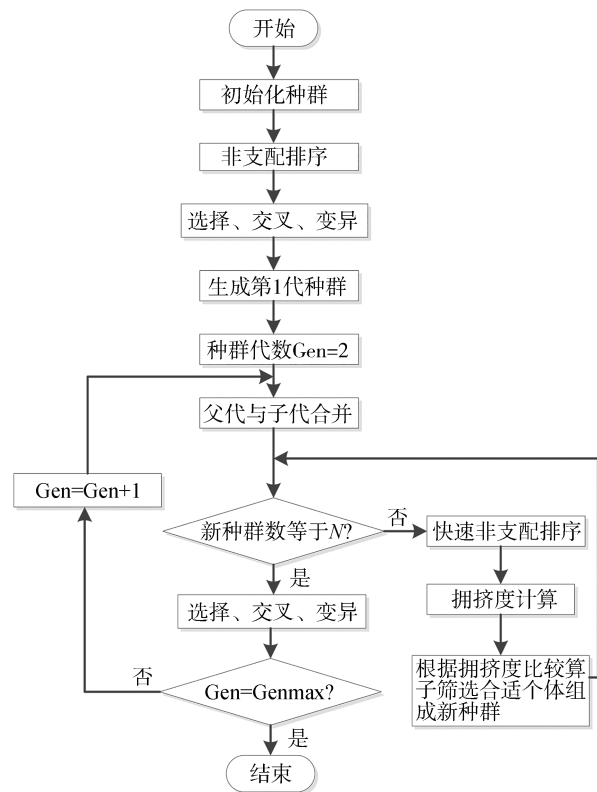 开始
初始化种群
非支配排序
选择、交叉、变异
生成第1代种群
种群代数Gen=2
父代与子代合并
Gen=Gen+1
新种群数等于N?
否
快速非支配排序
是
选择、交叉、变异
拥挤度计算
否
Gen=Genmax?
根据拥挤度比较算
子筛选合适个体组
成新种群
是
结束